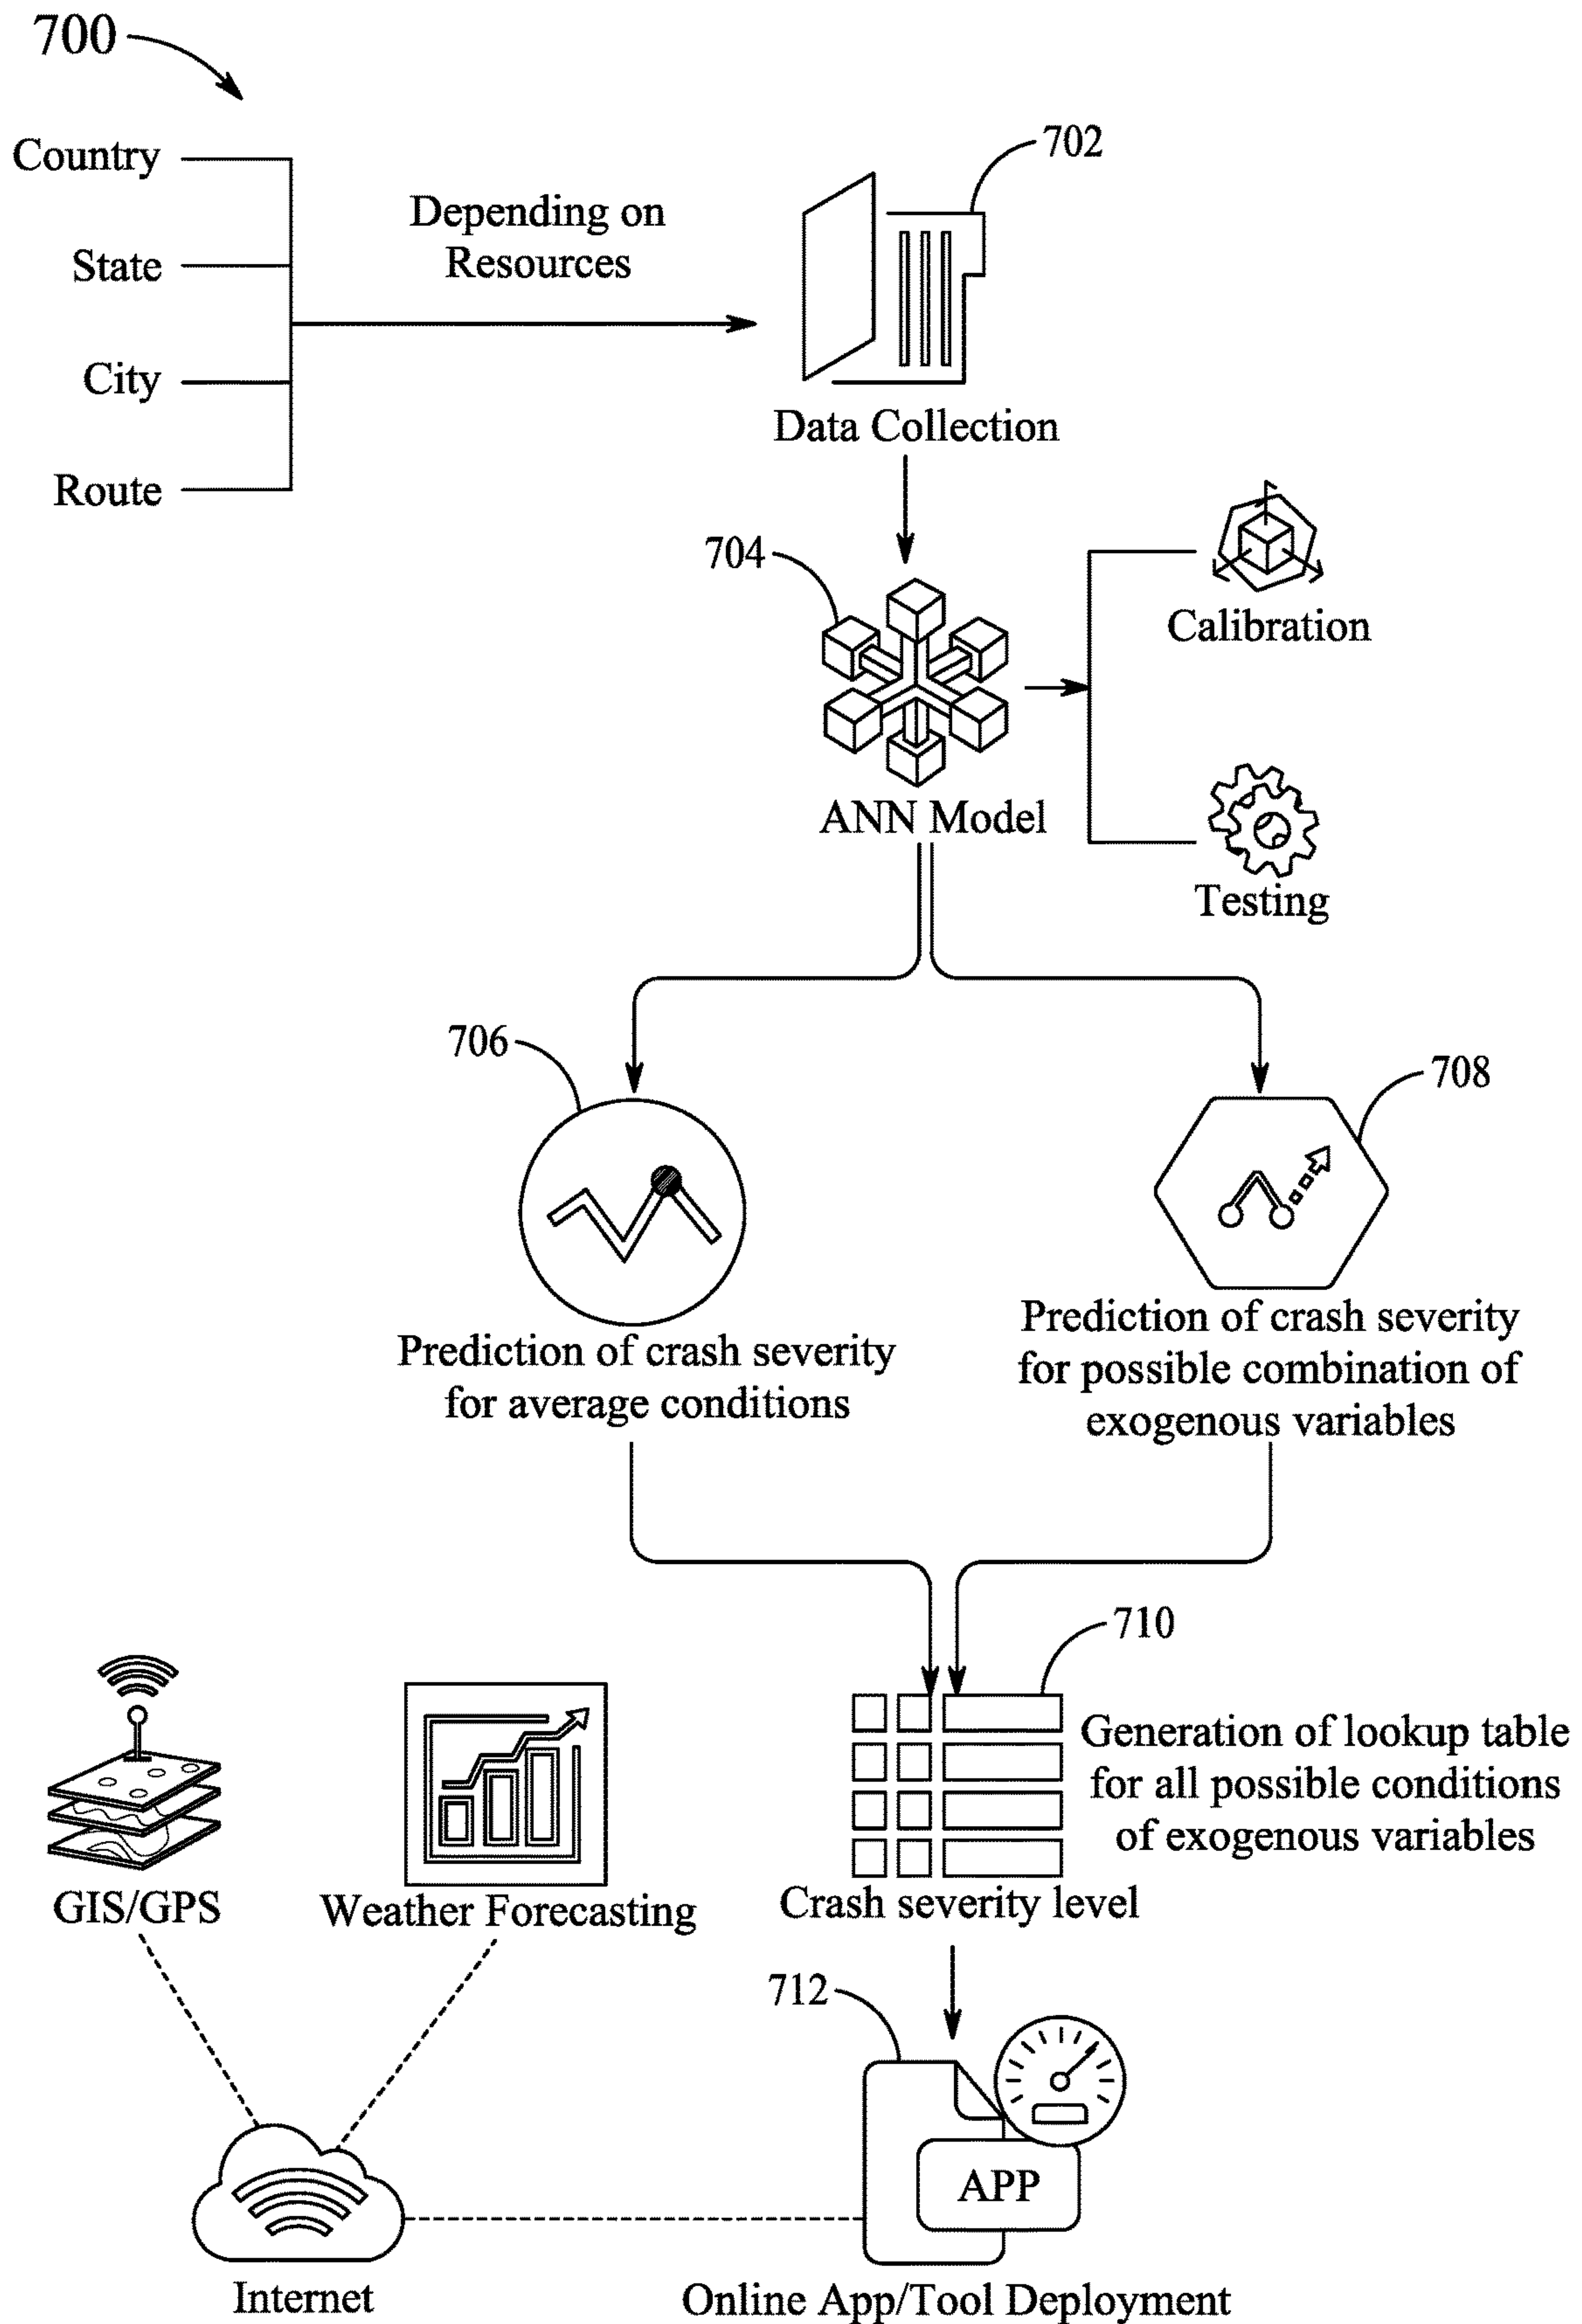 700
Country
State
City
Route
Depending on
Resources
702
Data Collection
704
ANN Model
Calibration
Testing
706
Prediction of crash severity
for average conditions
708
Prediction of crash severity
for possible combination of
exogenous variables
710
Generation of lookup table
for all possible conditions
of exogenous variables
Crash severity level
GIS/GPS
Weather Forecasting
712
APP
Internet
Online App/Tool Deployment